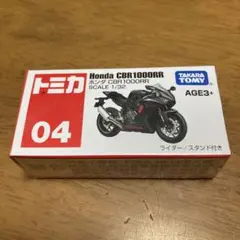 トミカ
04
Honda CBR1000RR
ホンダ CBR1000RR
SCALE 1/32
TAKARA TOMY
AGE3+
ライダー/スタンド付き